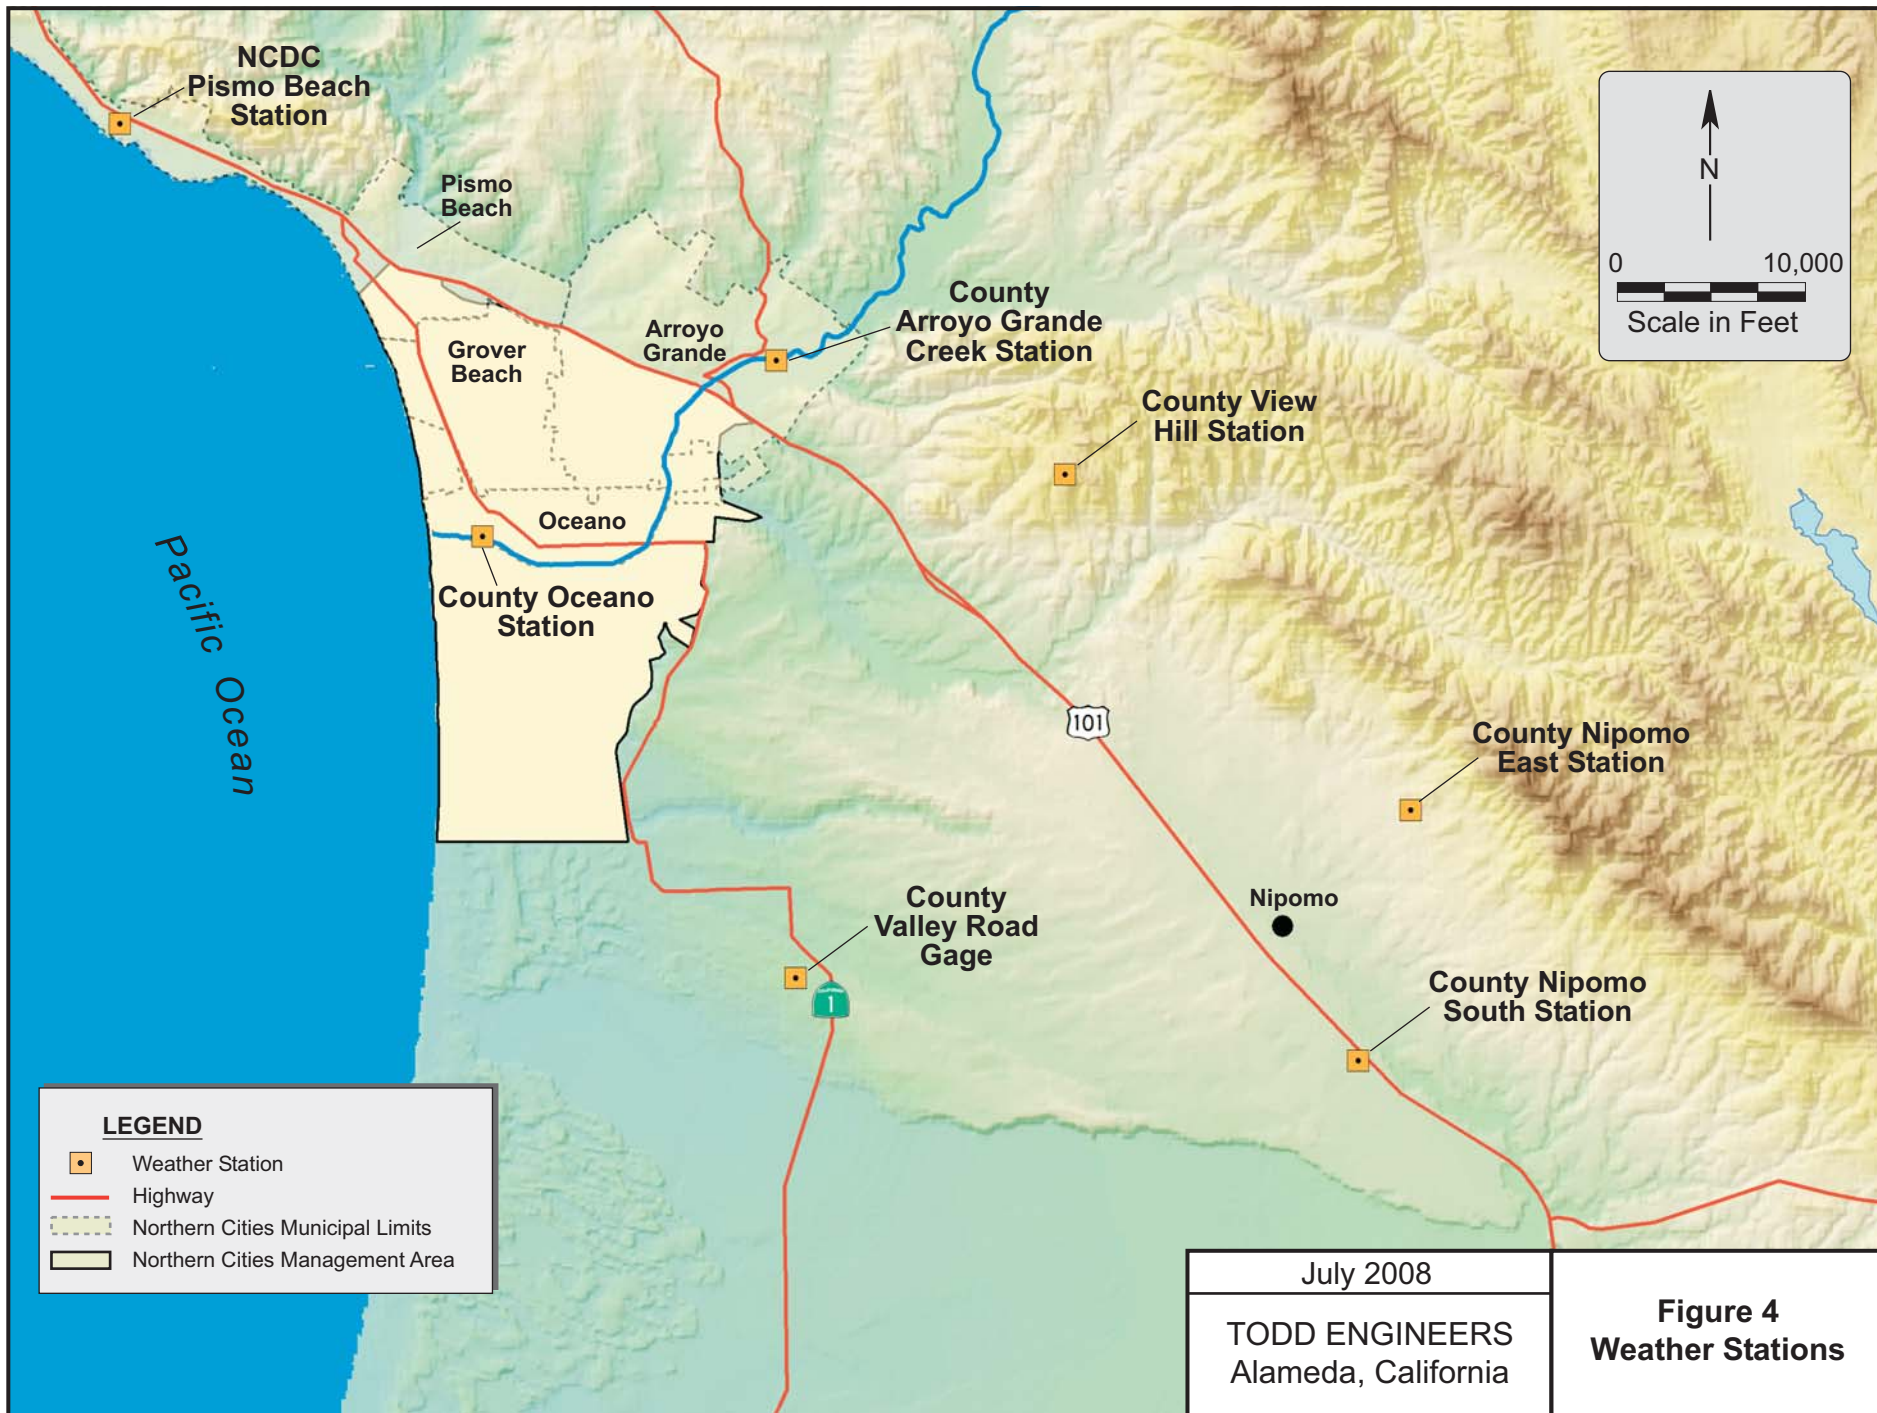 NCDC
Pismo Beach
Station
Pismo
Beach
N
0 10,000
Scale in Feet
County
Arroyo Grande
Creek Station
Arroyo
Grande
Grover
Beach
County View
Hill Station
Oceano
County Oceano
Station
Pacific Ocean
101
County Nipomo
East Station
Nipomo
County
Valley Road
Gage
1
County Nipomo
South Station
LEGEND
Weather Station
Highway
Northern Cities Municipal Limits
Northern Cities Management Area
July 2008
TODD ENGINEERS
Alameda, California
Figure 4
Weather Stations